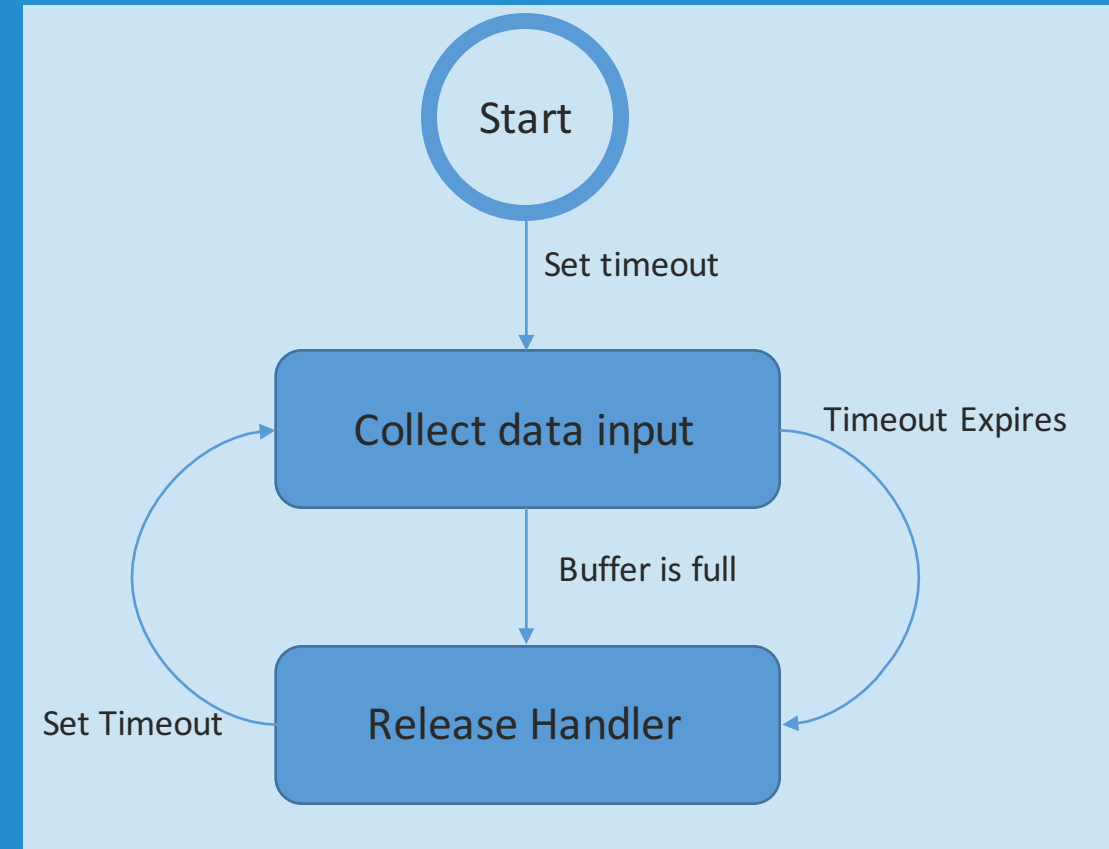 Start
Set timeout
Collect data input
Timeout Expires
Buffer is full
Set Timeout
Release Handler